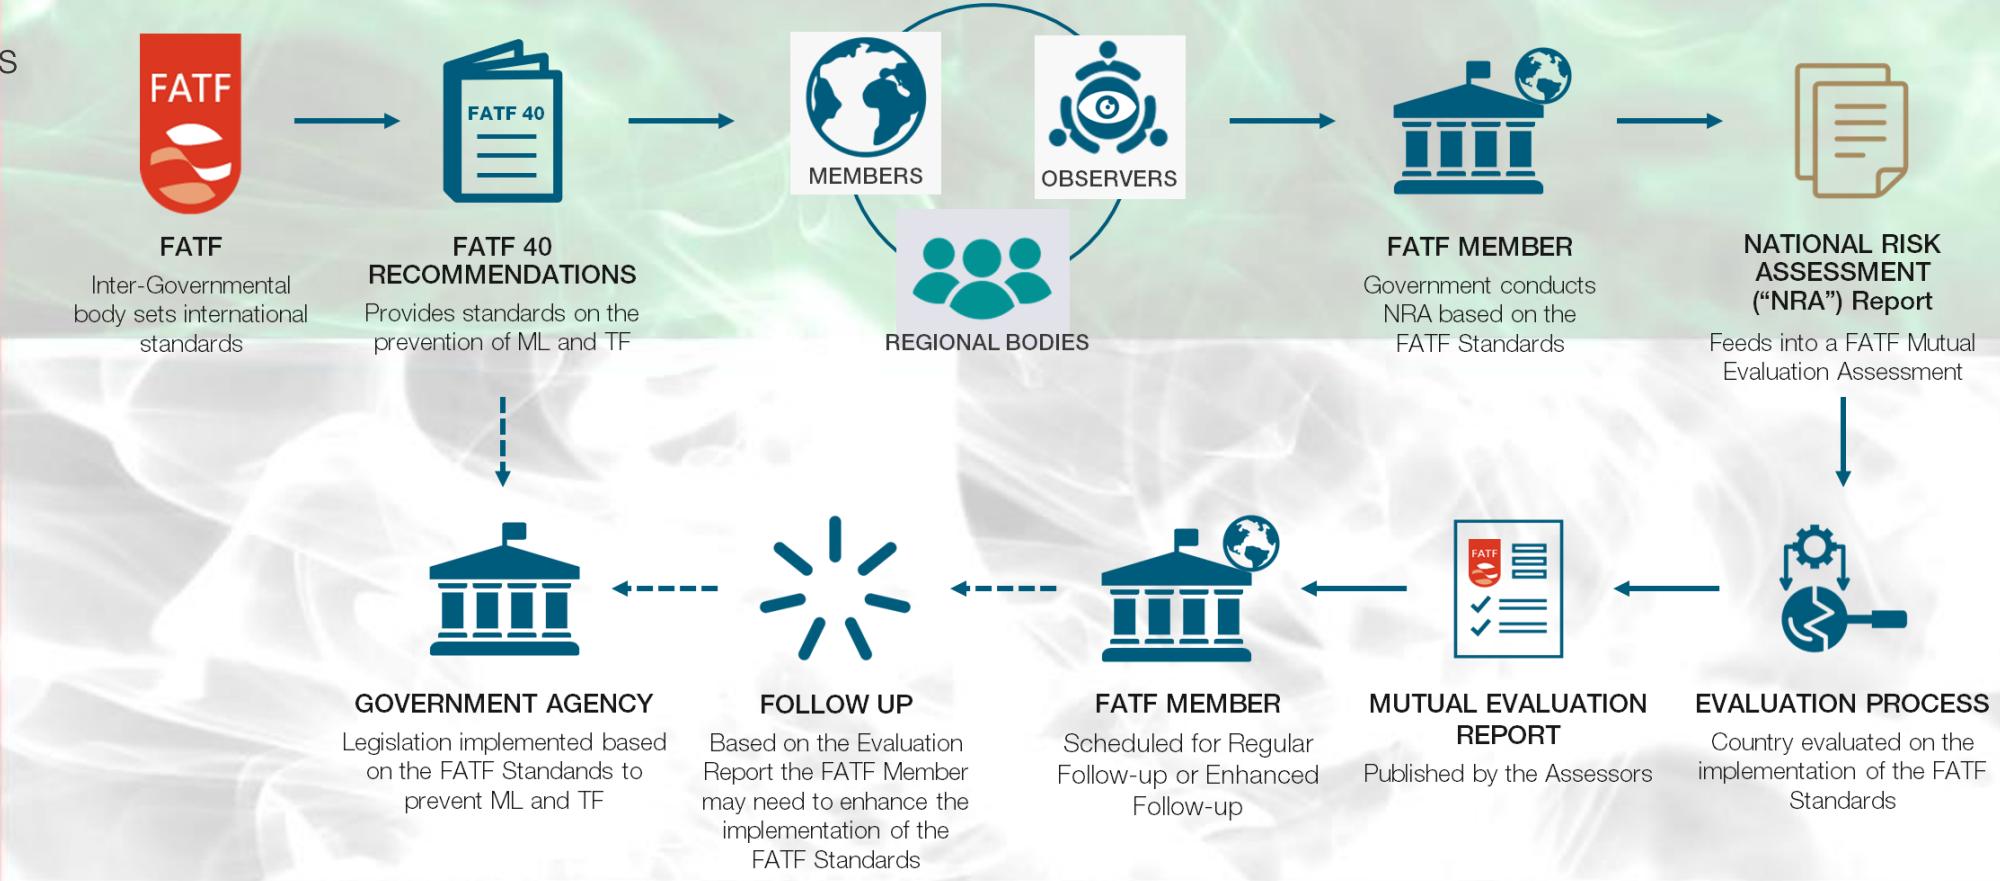 S
FATF
FATF 40
MEMBERS
OBSERVERS
REGIONAL BODIES
FATF
Inter-Governmental
body sets international
standards
FATF 40
RECOMMENDATIONS
Provides standards on the
prevention of ML and TF
FATF MEMBER
Government conducts
NRA based on the
FATF Standards
NATIONAL RISK
ASSESSMENT
(“NRA”) Report
Feeds into a FATF Mutual
Evaluation Assessment
GOVERNMENT AGENCY
Legislation implemented based
on the FATF Standands to
prevent ML and TF
FOLLOW UP
Based on the Evaluation
Report the FATF Member
may need to enhance the
implementation of the
FATF Standards
FATF MEMBER
Scheduled for Regular
Follow-up or Enhanced
Follow-up
FATF
MUTUAL EVALUATION
REPORT
Published by the Assessors
EVALUATION PROCESS
Country evaluated on the
implementation of the FATF
Standards